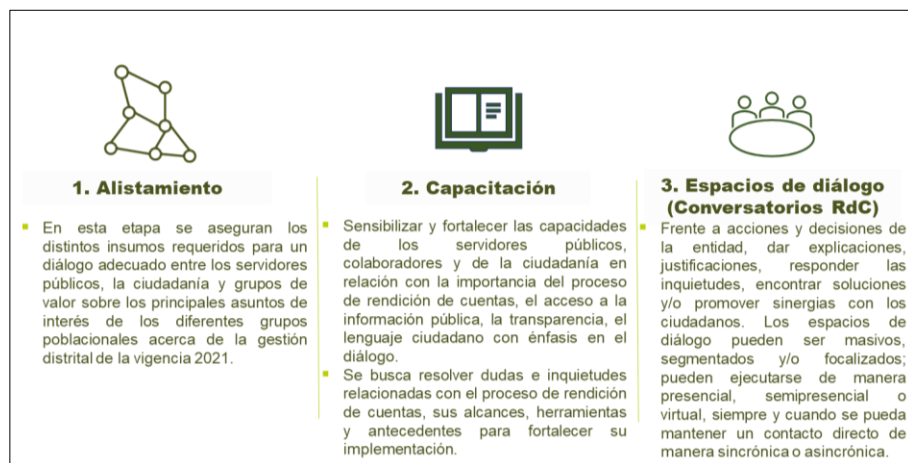 1. Alistamiento
En esta etapa se aseguran los
distintos insumos requeridos para un
diálogo adecuado entre los servidores
públicos, la ciudadanía y grupos de
valor sobre los principales asuntos de
interés de los diferentes grupos
poblacionales acerca de la gestión
distrital de la vigencia 2021.
2. Capacitación
Sensibilizar y fortalecer las capacidades
de los servidores públicos,
colaboradores y de la ciudadanía en
relación con la importancia del proceso
de rendición de cuentas, el acceso a la
información pública, la transparencia, el
lenguaje ciudadano con énfasis en el
diálogo.
Se busca resolver dudas e inquietudes
relacionadas con el proceso de rendición
de cuentas, sus alcances, herramientas
y antecedentes para fortalecer su
implementación.
3. Espacios de diálogo
(Conversatorios RdC)
Frente a acciones y decisiones de
la entidad, dar explicaciones,
justificaciones, responder las
inquietudes, encontrar soluciones
y/o promover sinergias con los
ciudadanos. Los espacios de
diálogo pueden ser masivos,
segmentados y/o focalizados;
pueden ejecutarse de manera
presencial, semipresencial o
virtual, siempre y cuando se pueda
mantener un contacto directo de
manera sincrónica o asincrónica.